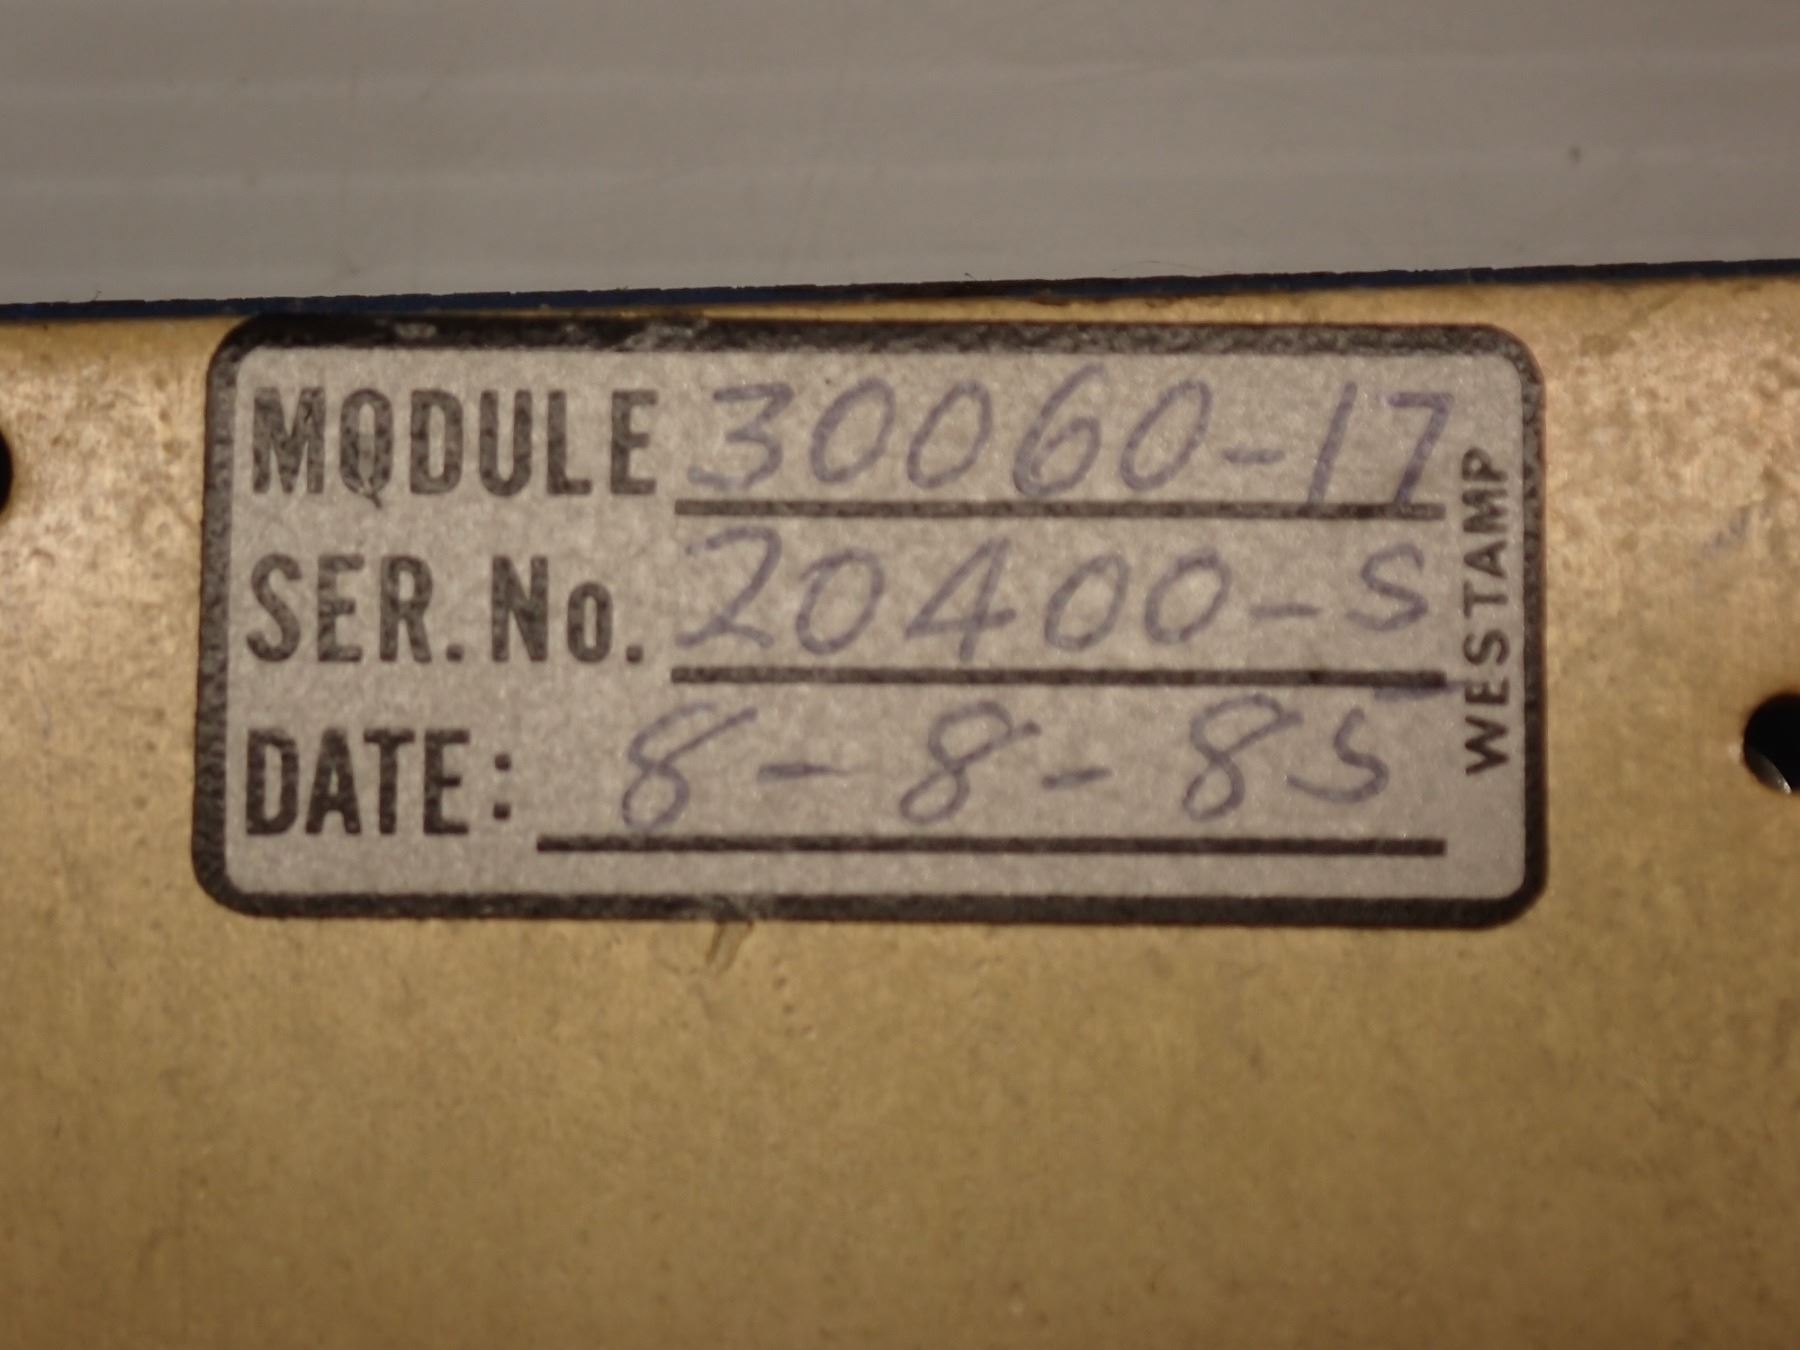 MODULE 30060-17
SER. No. 20400-S
DATE: 8-8-85
WESTAMP